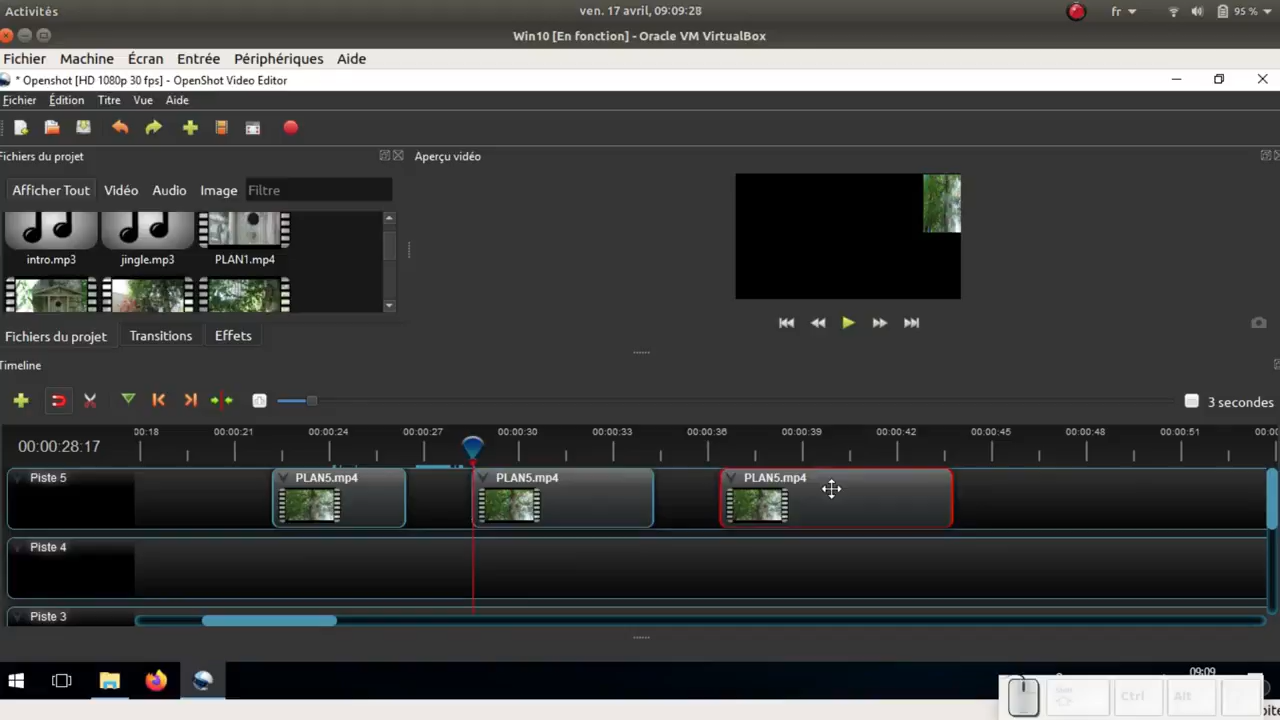 Activités
ven. 17 avril, 09:09:28
fr
95 %
Win10 [En fonction] - Oracle VM VirtualBox
Fichier Machine Écran Entrée Périphériques Aide
* Openshot [HD 1080p 30 fps] - OpenShot Video Editor
Fichier Édition Titre Vue Aide
Fichiers du projet
Aperçu vidéo
Afficher Tout Vidéo Audio Image Filtre
intro.mp3 jingle.mp3 PLAN1.mp4
Fichiers du projet Transitions Effets
Timeline
3 secondes
00:00:28:17
00:00:21 00:00:24 00:00:27 00:00:30 00:00:33 00:00:36 00:00:39 00:00:42 00:00:45 00:00:48 00:00:51
Piste 5
PLAN5.mp4 PLAN5.mp4 PLAN5.mp4
Piste 4
Piste 3
09:09
Ctrl Alt